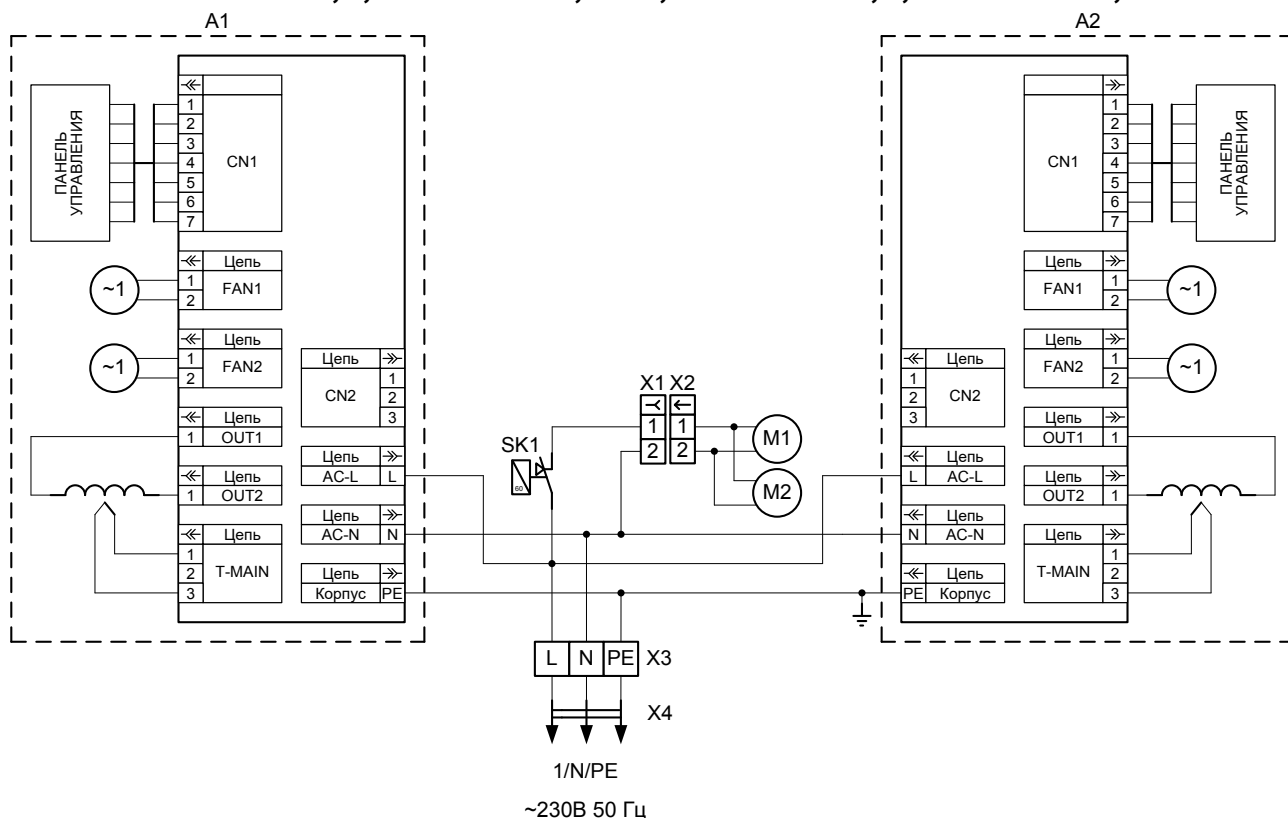 A1
ПАНЕЛЬ
УПРАВЛЕНИЯ
1
2
3
4
5
6
7
CN1
Цепь
1
2
FAN1
~1
Цепь
1
2
FAN2
~1
Цепь
1
OUT1
Цепь
1
OUT2
Цепь
1
2
3
T-MAIN
Цепь
CN2
1
2
3
Цепь
AC-L
L
Цепь
AC-N
N
Цепь
Корпус
PE
SK1
60
X1
X2
1
2
1
2
M1
M2
L
N
PE
X3
X4
1/N/PE
~230В 50 Гц
A2
Цепь
1
2
3
CN2
Цепь
L
AC-L
Цепь
N
AC-N
Цепь
PE
Корпус
CN1
1
2
3
4
5
6
7
ПАНЕЛЬ
УПРАВЛЕНИЯ
Цепь
FAN1
1
2
~1
Цепь
FAN2
1
2
~1
Цепь
OUT1
1
Цепь
OUT2
1
Цепь
T-MAIN
1
2
3